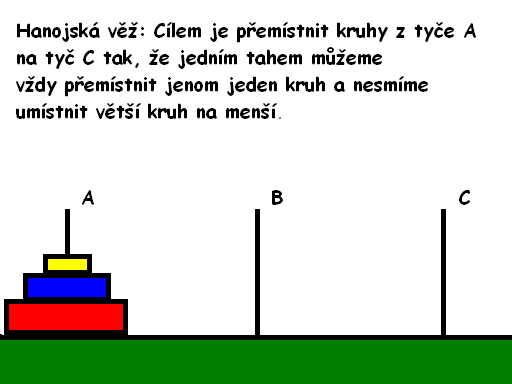 Hanojská věž: Cílem je přemístnit kruhy z tyče A
na tyč C tak, že jedním tahem můžeme
vždy přemístnit jenom jeden kruh a nesmíme
umístnit větší kruh na menší.
A B C